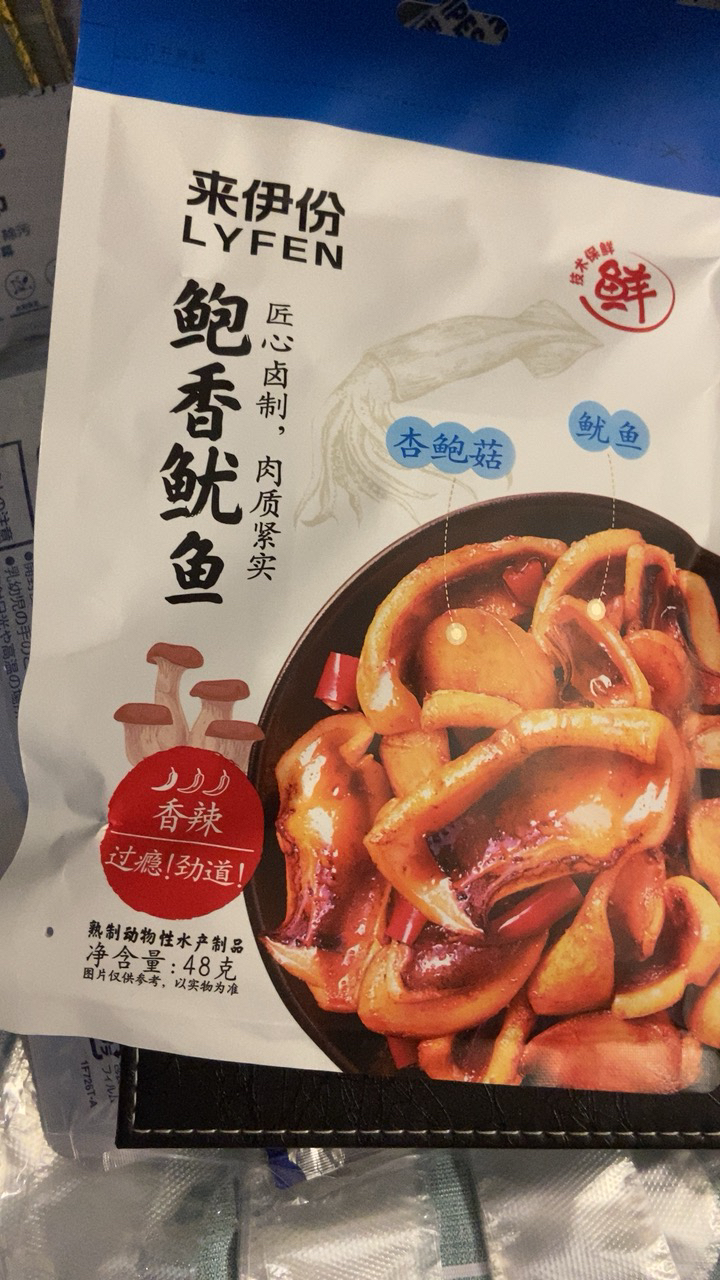 来伊份
LYFEN
技术保鲜
鲜
鲍香鱿鱼
匠心卤制，肉质紧实
杏鲍菇
鱿鱼
香辣
过瘾!劲道!
熟制动物性水产制品
净含量:48克
图片仅供参考，以实物为准
1F726T-A